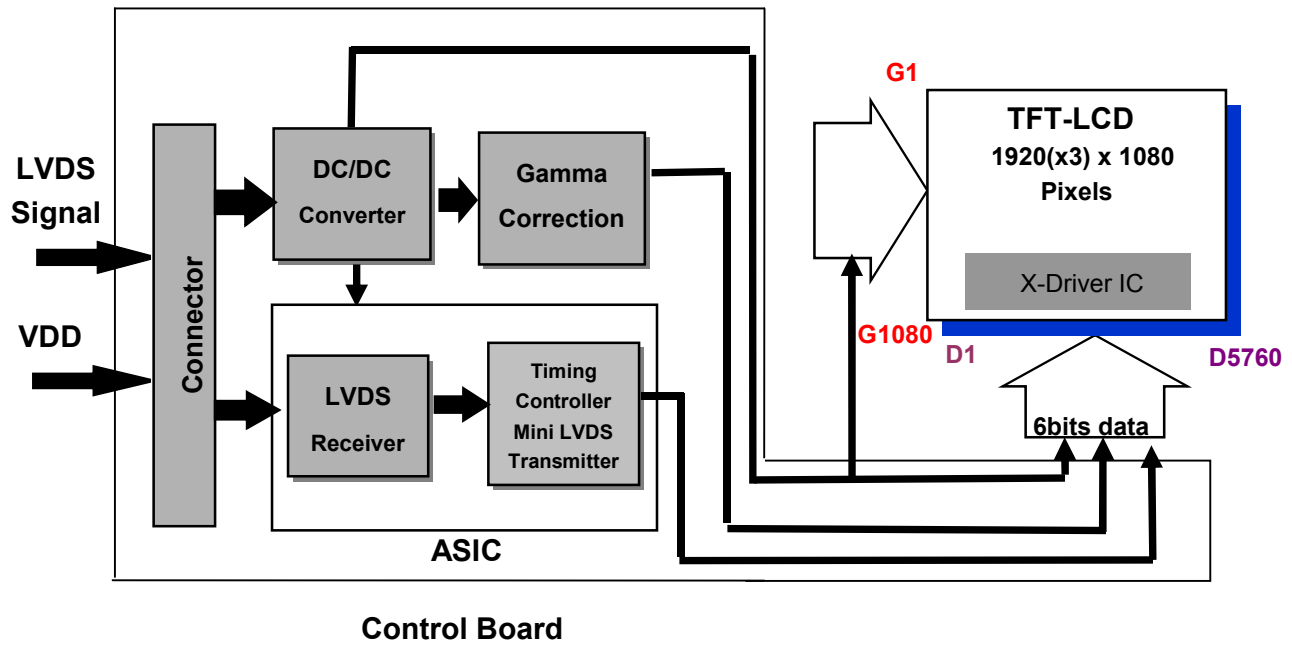 LVDS
Signal
VDD
Connector
DC/DC
Converter
Gamma
Correction
LVDS
Receiver
Timing
Controller
Mini LVDS
Transmitter
ASIC
Control Board
G1
G1080
TFT-LCD
1920(x3) x 1080
Pixels
X-Driver IC
D1
D5760
6bits data